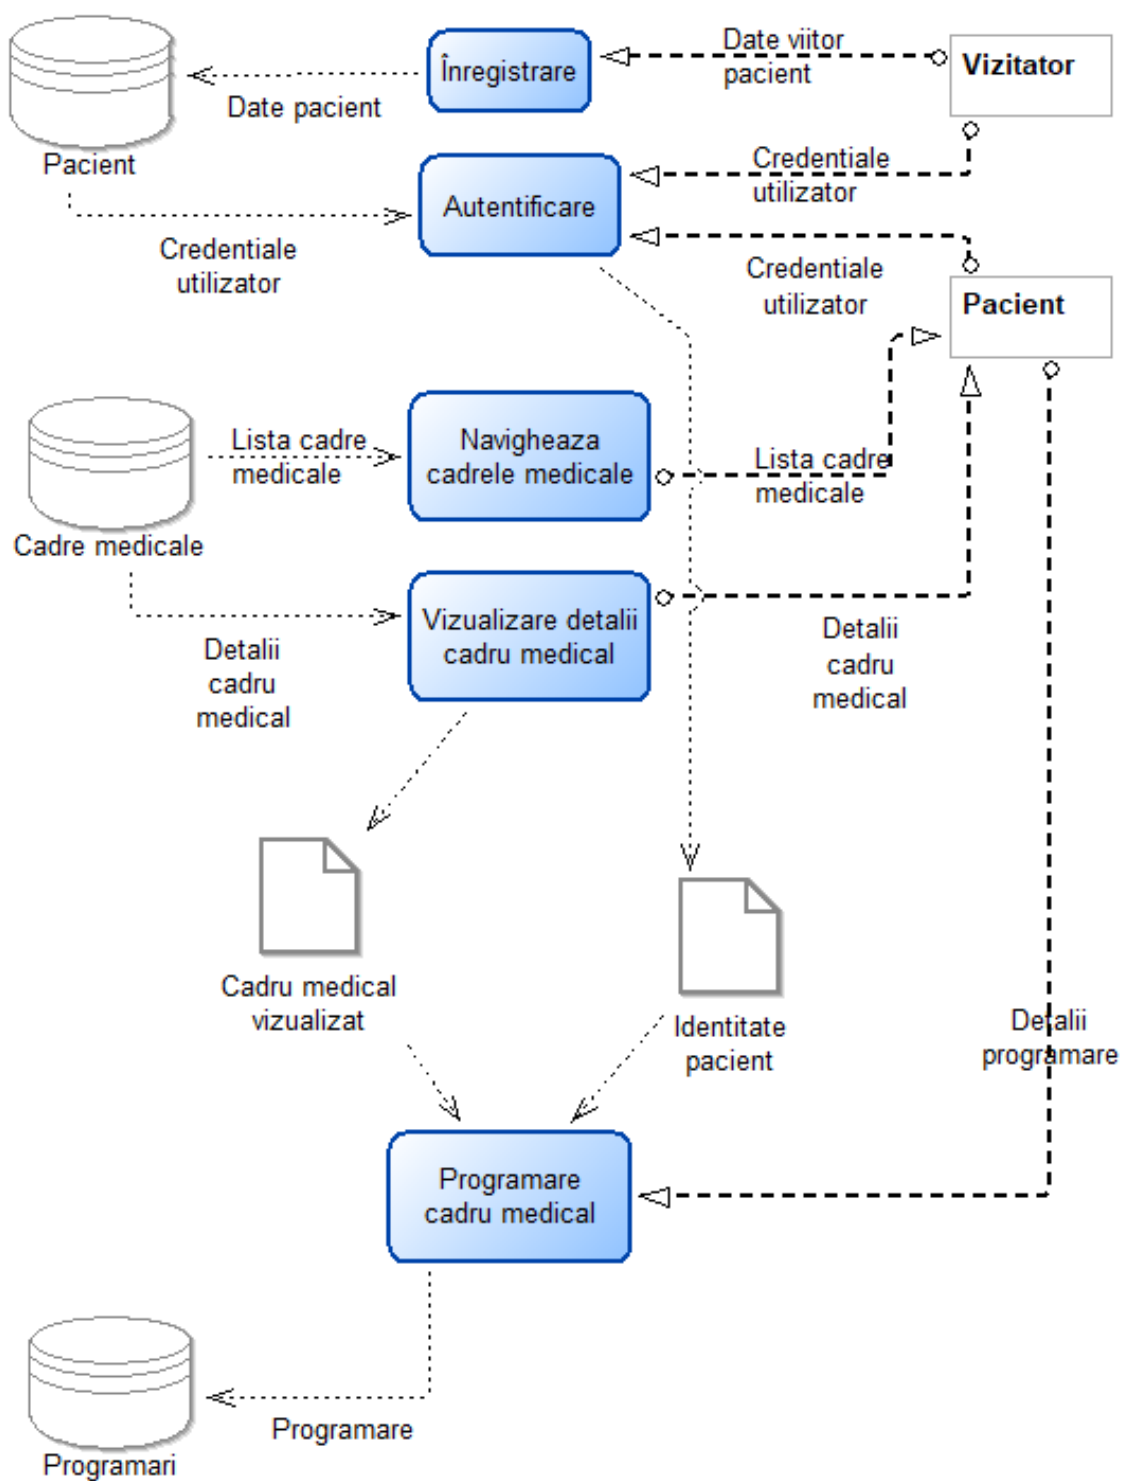 Date viitor
pacient
Vizitator
Înregistrare
Date pacient
Pacient
Credentiale
utilizator
Autentificare
Credentiale
utilizator
Credentiale
utilizator
Pacient
Lista cadre
medicale
Navigheaza
cadrele medicale
Lista cadre
medicale
Cadre medicale
Vizualizare detalii
cadru medical
Detalii
cadru
medical
Detalii
cadru
medical
Cadru medical
vizualizat
Identitate
pacient
Detalii
programare
Programare
cadru medical
Programare
Programari